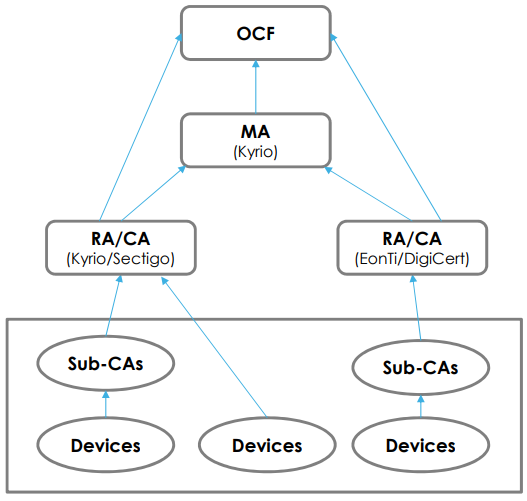 OCF
MA
(Kyrio)
RA/CA
(Kyrio/Sectigo)
RA/CA
(EonTi/DigiCert)
Sub-CAs
Sub-CAs
Devices
Devices
Devices